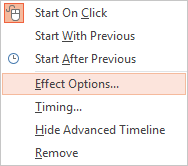 Start On Click
Start With Previous
Start After Previous
Effect Options...
Timing...
Hide Advanced Timeline
Remove